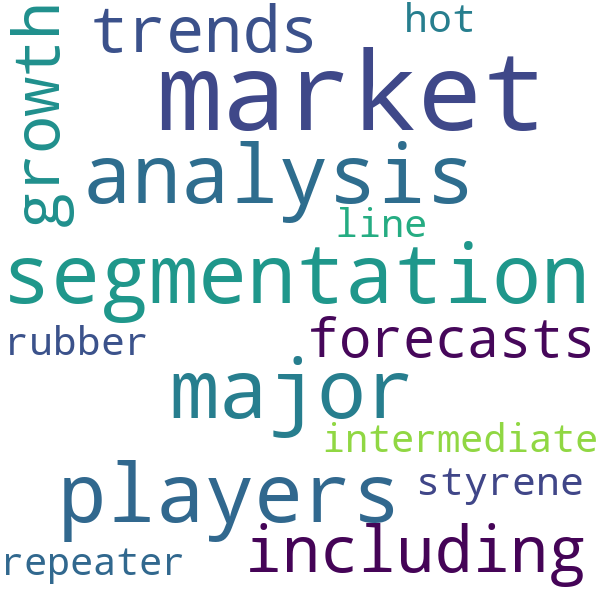 growth
trends
hot
market
analysis
line
segmentation
rubber
forecasts
major
intermediate
players
styrene
including
repeater